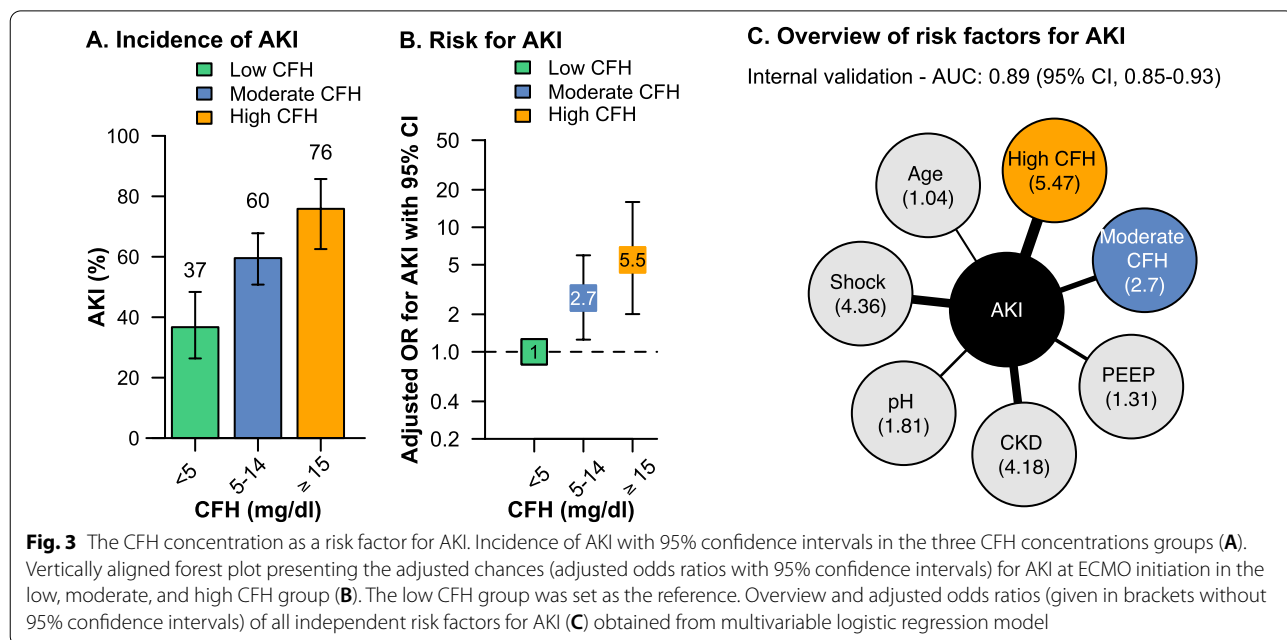 A. Incidence of AKI
Low CFH
Moderate CFH
High CFH
AKI (%)
100
80
60
40
20
0
37
60
76
<5
5-14
≥ 15
CFH (mg/dl)
B. Risk for AKI
Low CFH
Moderate CFH
High CFH
Adjusted OR for AKI with 95% CI
50
20
10
5
2
1.0
0.4
0.2
1
2.7
5.5
<5
5-14
≥ 15
CFH (mg/dl)
C. Overview of risk factors for AKI
Internal validation - AUC: 0.89 (95% CI, 0.85-0.93)
High CFH
(5.47)
Age
(1.04)
Moderate
CFH
(2.7)
Shock
(4.36)
AKI
PEEP
(1.31)
pH
(1.81)
CKD
(4.18)
Fig. 3 The CFH concentration as a risk factor for AKI. Incidence of AKI with 95% confidence intervals in the three CFH concentrations groups (A).
Vertically aligned forest plot presenting the adjusted chances (adjusted odds ratios with 95% confidence intervals) for AKI at ECMO initiation in the
low, moderate, and high CFH group (B). The low CFH group was set as the reference. Overview and adjusted odds ratios (given in brackets without
95% confidence intervals) of all independent risk factors for AKI (C) obtained from multivariable logistic regression model